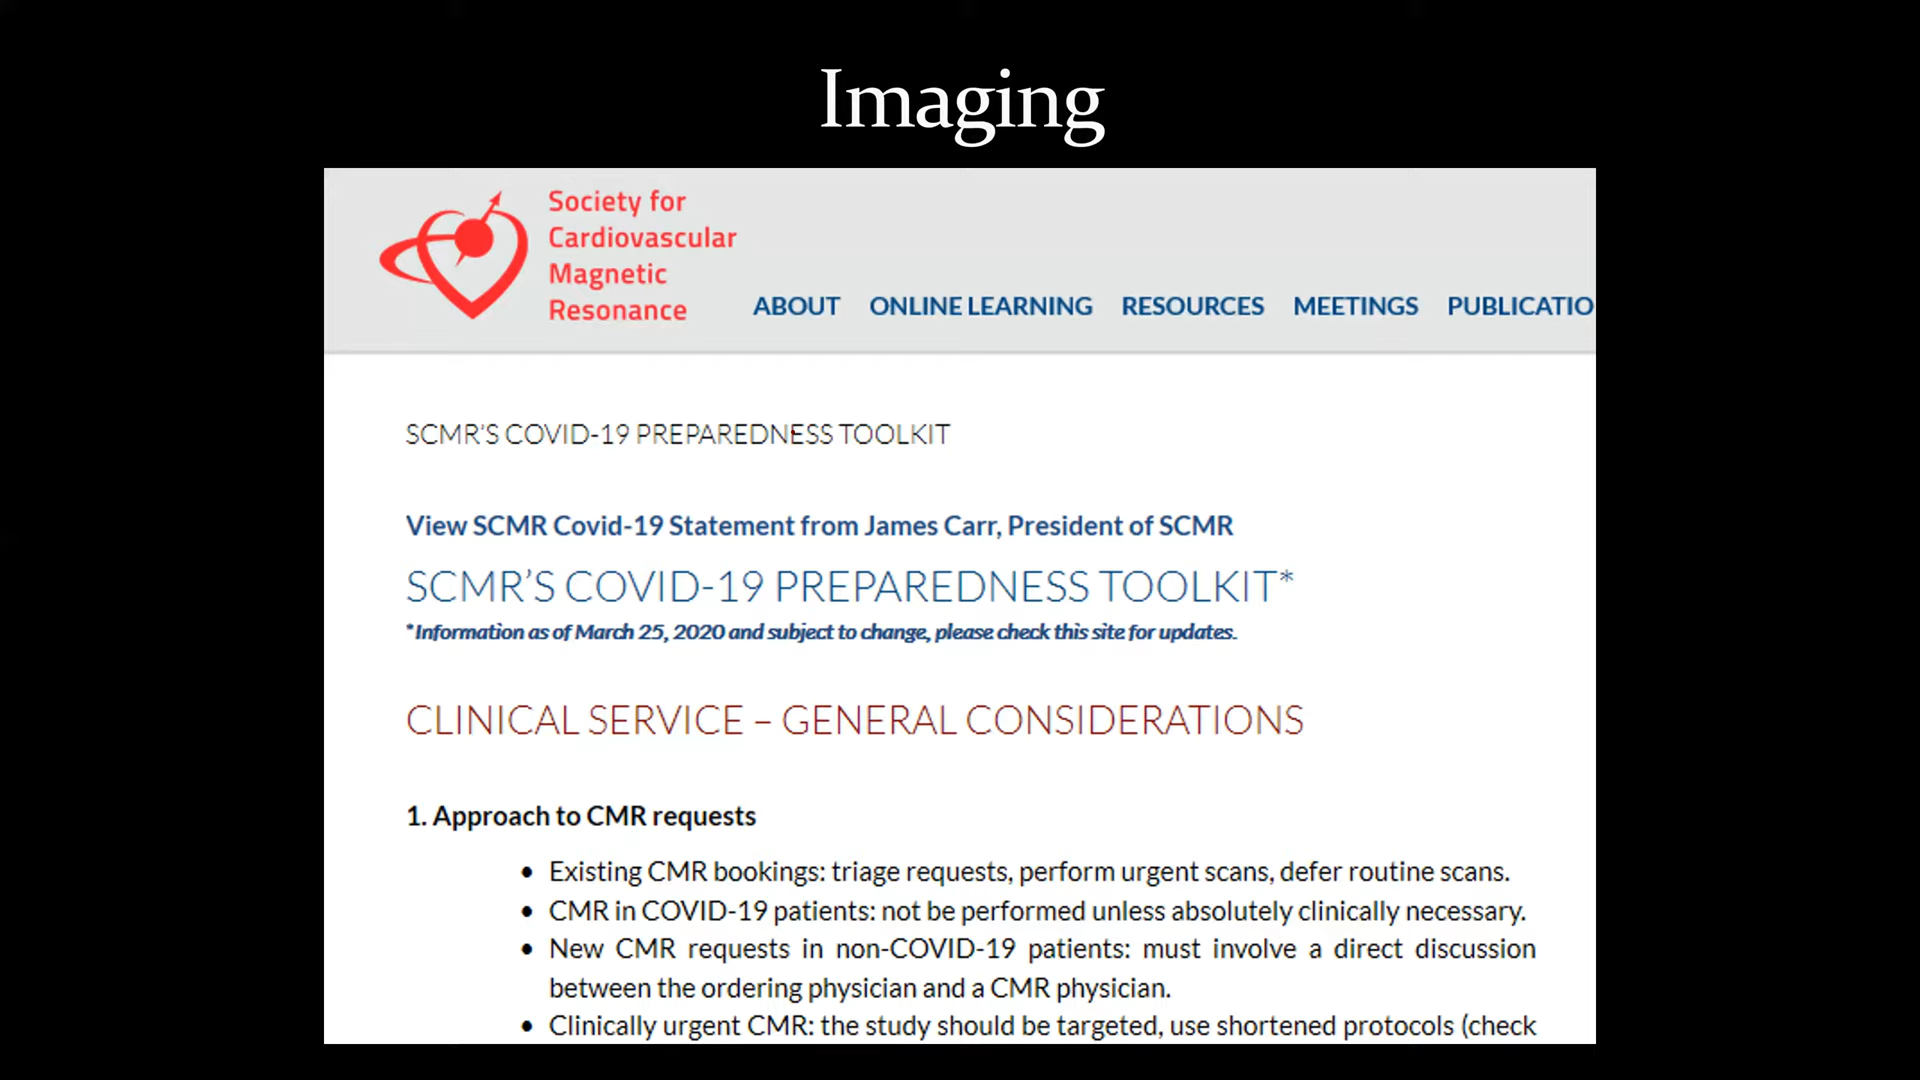 Imaging
Society for
Cardiovascular
Magnetic
Resonance
ABOUT ONLINE LEARNING RESOURCES MEETINGS PUBLICATIO
SCMR'S COVID-19 PREPAREDNESS TOOLKIT
View SCMR Covid-19 Statement from James Carr, President of SCMR
SCMR'S COVID-19 PREPAREDNESS TOOLKIT*
*Information as of March 25, 2020 and subject to change, please check this site for updates.
CLINICAL SERVICE – GENERAL CONSIDERATIONS
1. Approach to CMR requests
• Existing CMR bookings: triage requests, perform urgent scans, defer routine scans.
• CMR in COVID-19 patients: not be performed unless absolutely clinically necessary.
• New CMR requests in non-COVID-19 patients: must involve a direct discussion
between the ordering physician and a CMR physician.
• Clinically urgent CMR: the study should be targeted, use shortened protocols (check